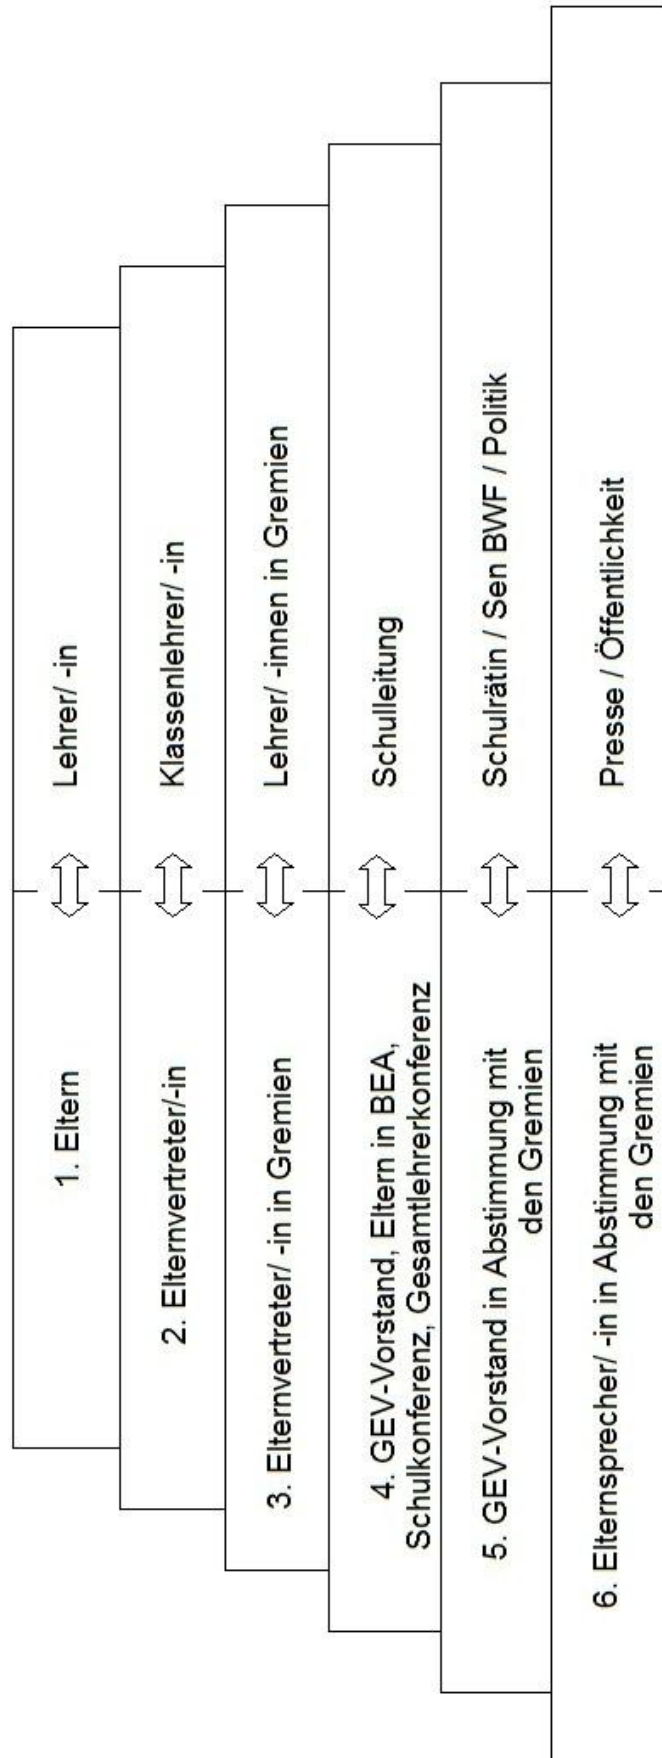 1. Eltern
Lehrer/ -in
2. Elternvertreter/-in
Klassenlehrer/ -in
3. Elternvertreter/ -in in Gremien
Lehrer/ -innen in Gremien
4. GEV-Vorstand, Eltern in BEA,
Schulkonferenz, Gesamtlehrerkonferenz
Schulleitung
5. GEV-Vorstand in Abstimmung mit
den Gremien
Schulrätin / Sen BWF / Politik
6. Elternsprecher/ -in in Abstimmung mit
den Gremien
Presse / Öffentlichkeit